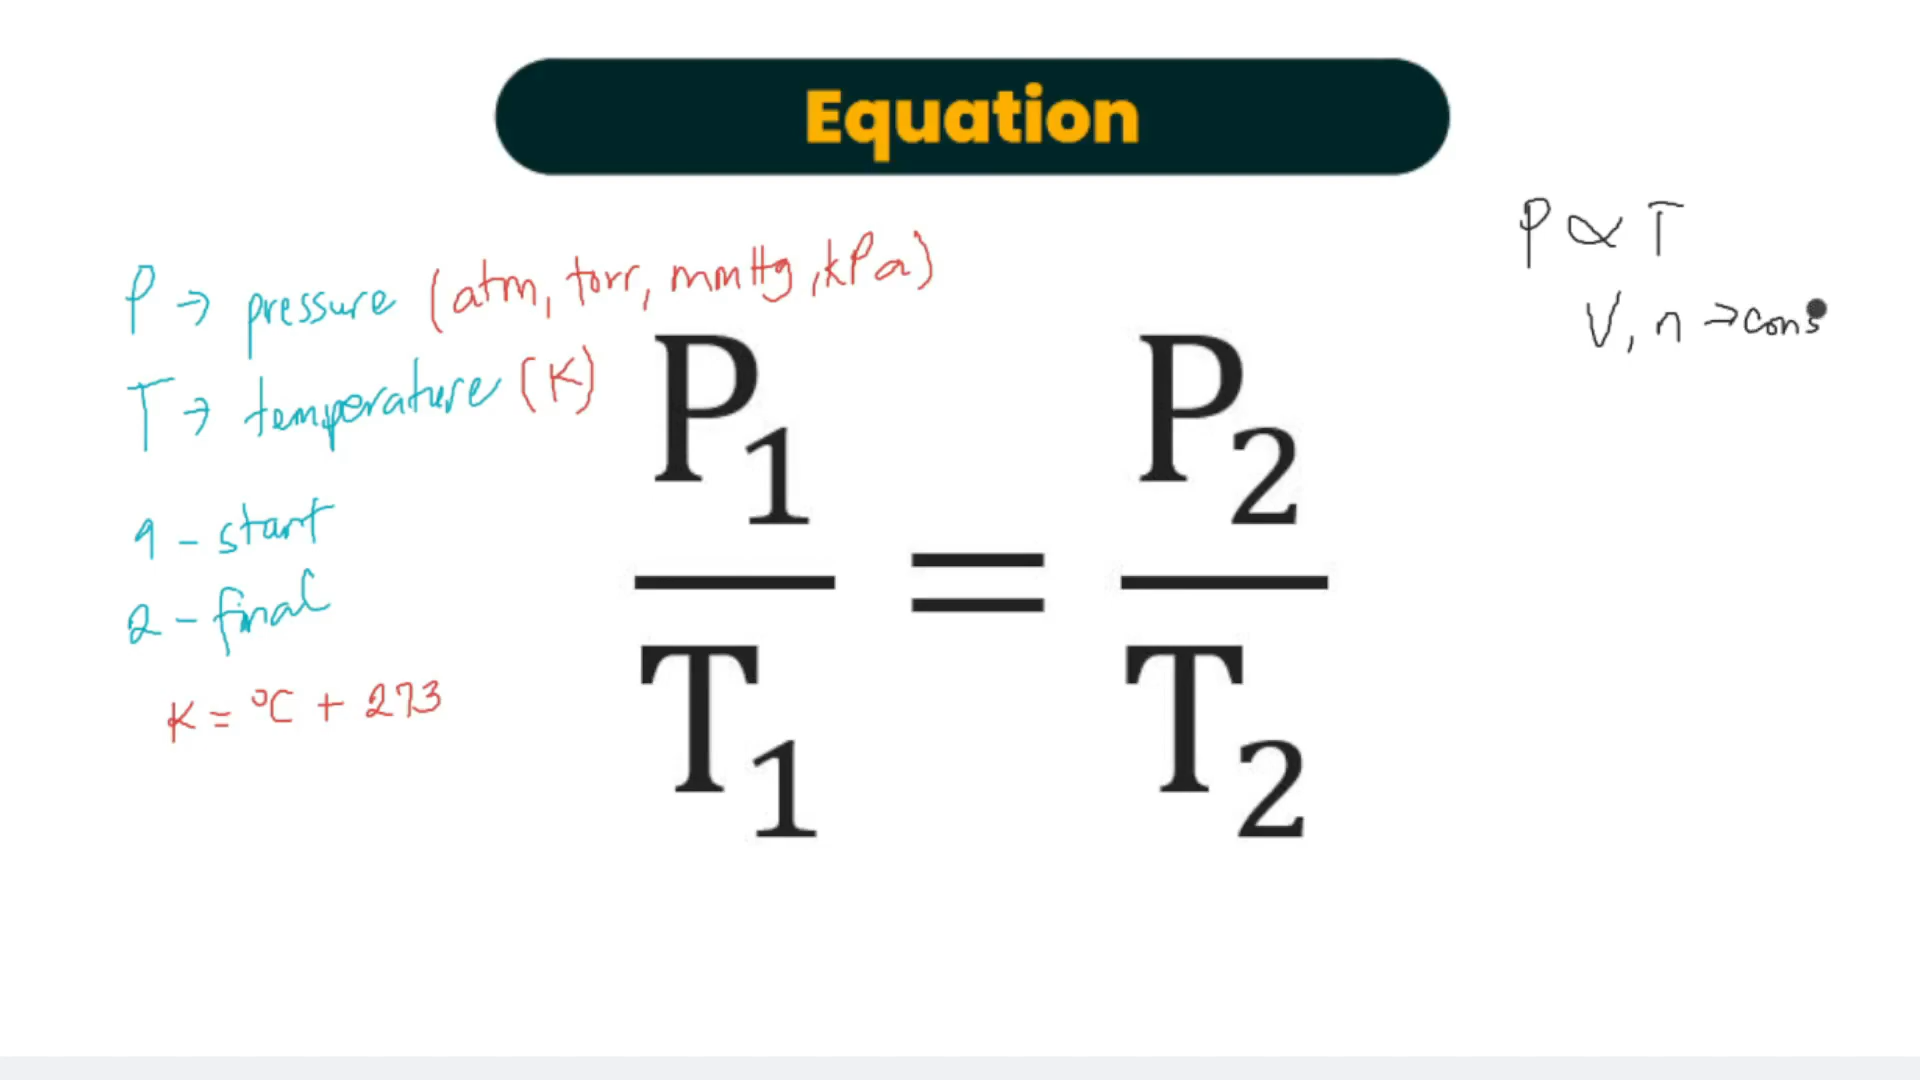 Equation
P → pressure (atm, torr, mmHg, kPa)
T → temperature (K)
1 - start
2 - final
K = °C + 273
P₁/T₁ = P₂/T₂
P ∝ T
V, n → cons